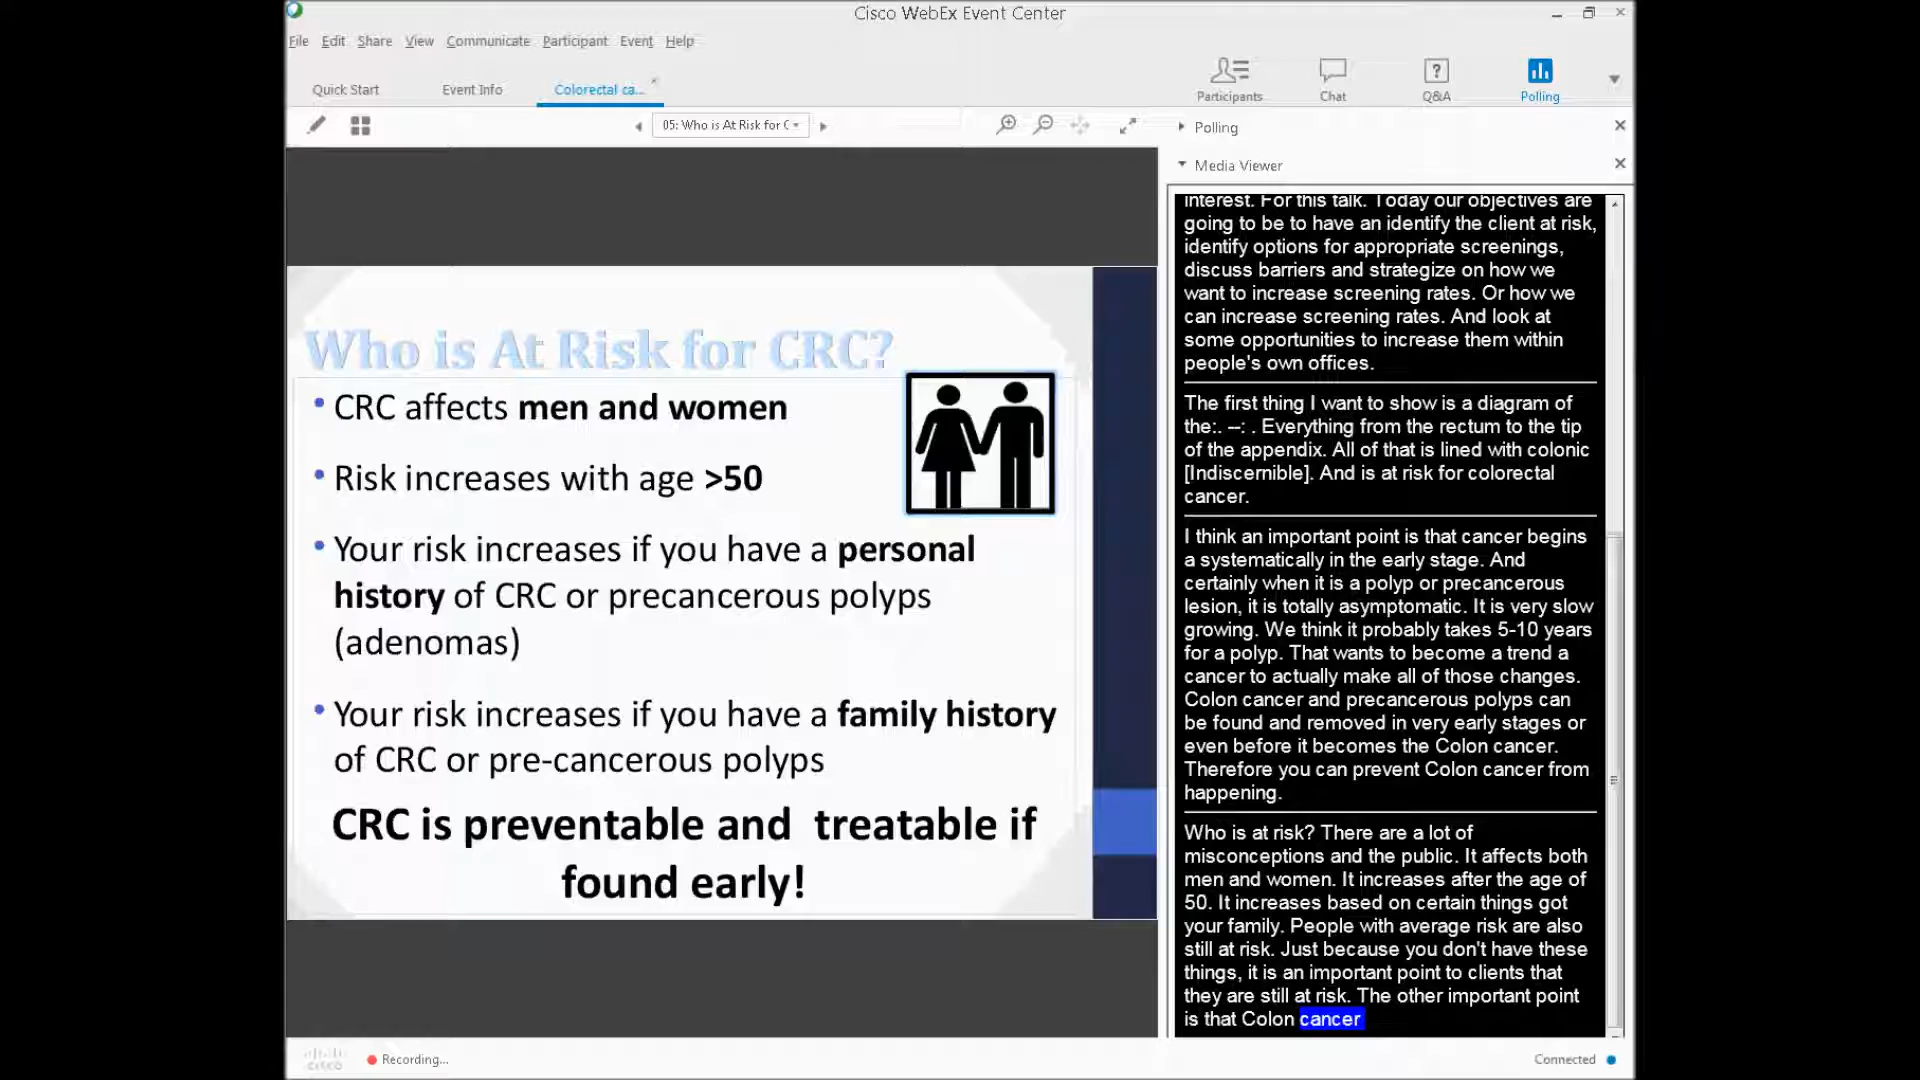 Cisco WebEx Event Center
File Edit Share View Communicate Participant Event Help
Quick Start Event Info Colorectal ca...
Participants Chat Q&A Polling
05: Who is At Risk for C
Polling
Media Viewer
Who is At Risk for CRC?
• CRC affects men and women
• Risk increases with age >50
• Your risk increases if you have a personal
history of CRC or precancerous polyps
(adenomas)
• Your risk increases if you have a family history
of CRC or pre-cancerous polyps
CRC is preventable and treatable if
found early!
interest. For this talk. Today our objectives are
going to be to have an identify the client at risk,
identify options for appropriate screenings,
discuss barriers and strategize on how we
want to increase screening rates. Or how we
can increase screening rates. And look at
some opportunities to increase them within
people's own offices.
The first thing I want to show is a diagram of
the:. --: . Everything from the rectum to the tip
of the appendix. All of that is lined with colonic
[Indiscernible]. And is at risk for colorectal
cancer.
I think an important point is that cancer begins
a systematically in the early stage. And
certainly when it is a polyp or precancerous
lesion, it is totally asymptomatic. It is very slow
growing. We think it probably takes 5-10 years
for a polyp. That wants to become a trend a
cancer to actually make all of those changes.
Colon cancer and precancerous polyps can
be found and removed in very early stages or
even before it becomes the Colon cancer.
Therefore you can prevent Colon cancer from
happening.
Who is at risk? There are a lot of
misconceptions and the public. It affects both
men and women. It increases after the age of
50. It increases based on certain things got
your family. People with average risk are also
still at risk. Just because you don't have these
things, it is an important point to clients that
they are still at risk. The other important point
is that Colon cancer
cisco
Recording...
Connected